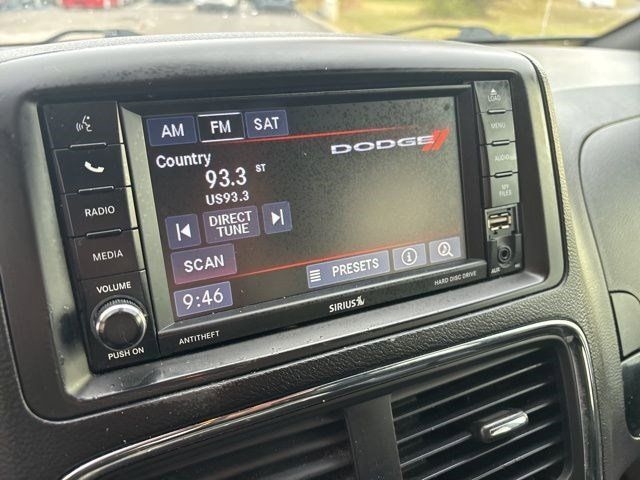 LOAD
AM FM SAT
MENU
Country
DODGE
93.3 ST
AUDIO
US93.3
RADIO
DIRECT TUNE
MY FILES
MEDIA
SCAN
PRESETS
9:46
VOLUME
HARD DISC DRIVE
AUX
SIRIUS
ANTITHEFT
PUSH ON